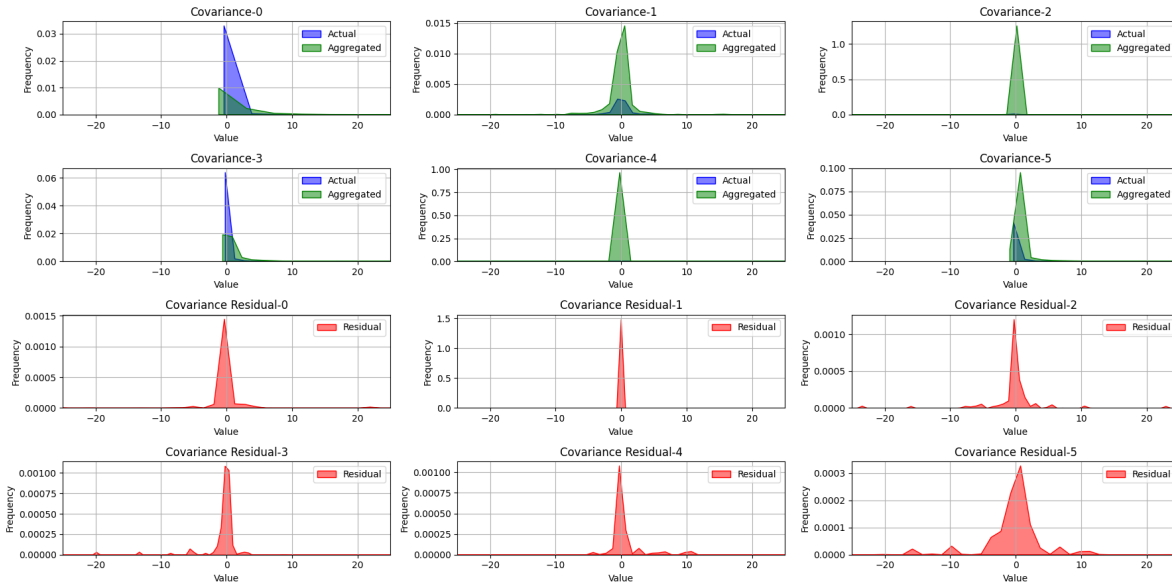 Covariance-0
Frequency
0.03
0.02
0.01
0.00
Actual
Aggregated
−20 −10 0 10 20
Value
Covariance-1
Frequency
0.015
0.010
0.005
0.000
Actual
Aggregated
−20 −10 0 10 20
Value
Covariance-2
Frequency
1.0
0.5
0.0
Actual
Aggregated
−20 −10 0 10 20
Value
Covariance-3
Frequency
0.06
0.04
0.02
0.00
Actual
Aggregated
−20 −10 0 10 20
Value
Covariance-4
Frequency
1.00
0.75
0.50
0.25
0.00
Actual
Aggregated
−20 −10 0 10 20
Value
Covariance-5
Frequency
0.100
0.075
0.050
0.025
0.000
Actual
Aggregated
−20 −10 0 10 20
Value
Covariance Residual-0
Frequency
0.0015
0.0010
0.0005
0.0000
Residual
−20 −10 0 10 20
Value
Covariance Residual-1
Frequency
1.5
1.0
0.5
0.0
Residual
−20 −10 0 10 20
Value
Covariance Residual-2
Frequency
0.0010
0.0005
0.0000
Residual
−20 −10 0 10 20
Value
Covariance Residual-3
Frequency
0.00100
0.00075
0.00050
0.00025
0.00000
Residual
−20 −10 0 10 20
Value
Covariance Residual-4
Frequency
0.00100
0.00075
0.00050
0.00025
0.00000
Residual
−20 −10 0 10 20
Value
Covariance Residual-5
Frequency
0.0003
0.0002
0.0001
0.0000
Residual
−20 −10 0 10 20
Value